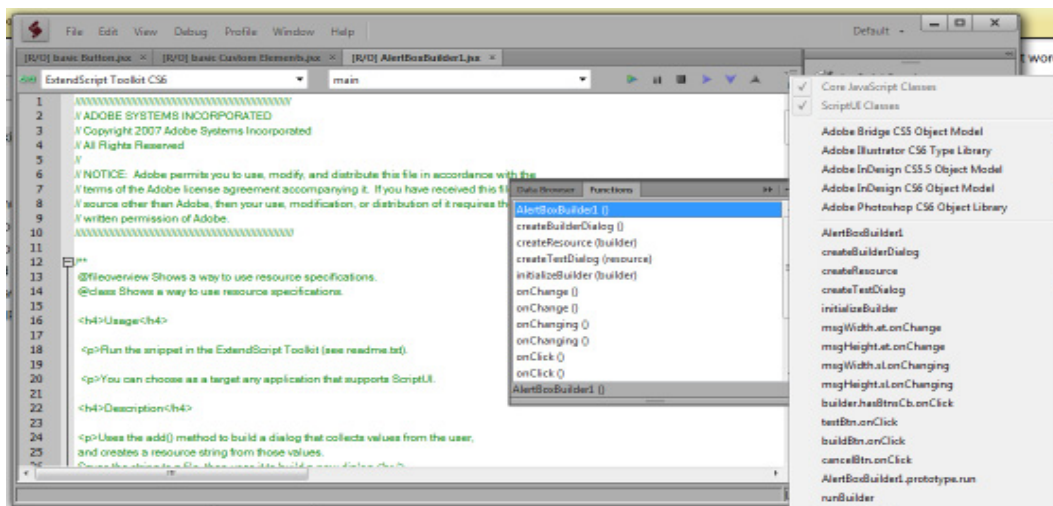 File Edit View Debug Profile Window Help
Default
[R/O] basic Button.jsx × [R/O] basic Custom Elements.jsx × [R/O] AlertBoxBuilder1.jsx ×
ExtendScript Toolkit CS6 main
1 ////////////////////////////////////////////
2 // ADOBE SYSTEMS INCORPORATED
3 // Copyright 2007 Adobe Systems Incorporated
4 // All Rights Reserved
5 //
6 // NOTICE: Adobe permits you to use, modify, and distribute this file in accordance with the
7 // terms of the Adobe license agreement accompanying it. If you have received this fil
8 // source other than Adobe, then your use, modification, or distribution of it requires th
9 // written permission of Adobe.
10 ////////////////////////////////////////////
11
12 /**
13 @fileoverview Shows a way to use resource specifications.
14 @class Shows a way to use resource specifications.
15
16 <h4>Usage</h4>
17
18 <p>Run the snippet in the ExtendScript Toolkit (see readme.txt).
19
20 <p>You can choose as a target any application that supports ScriptUI.
21
22 <h4>Description</h4>
23
24 <p>Uses the add() method to build a dialog that collects values from the user,
25 and creates a resource string from those values.
Data Browser Functions
AlertBoxBuilder1 ()
createBuilderDialog ()
createResource (builder)
createTestDialog (resource)
initializeBuilder (builder)
onChange ()
onChange ()
onChanging ()
onChanging ()
onClick ()
onClick ()
AlertBoxBuilder1 ()
Core JavaScript Classes
ScriptUI Classes
Adobe Bridge CS5 Object Model
Adobe Illustrator CS6 Type Library
Adobe InDesign CS5.5 Object Model
Adobe InDesign CS6 Object Model
Adobe Photoshop CS6 Object Library
AlertBoxBuilder1
createBuilderDialog
createResource
createTestDialog
initializeBuilder
msgWidth.et.onChange
msgHeight.et.onChange
msgWidth.sl.onChanging
msgHeight.sl.onChanging
builder.hasBtnsCb.onClick
testBtn.onClick
buildBtn.onClick
cancelBtn.onClick
AlertBoxBuilder1.prototype.run
runBuilder